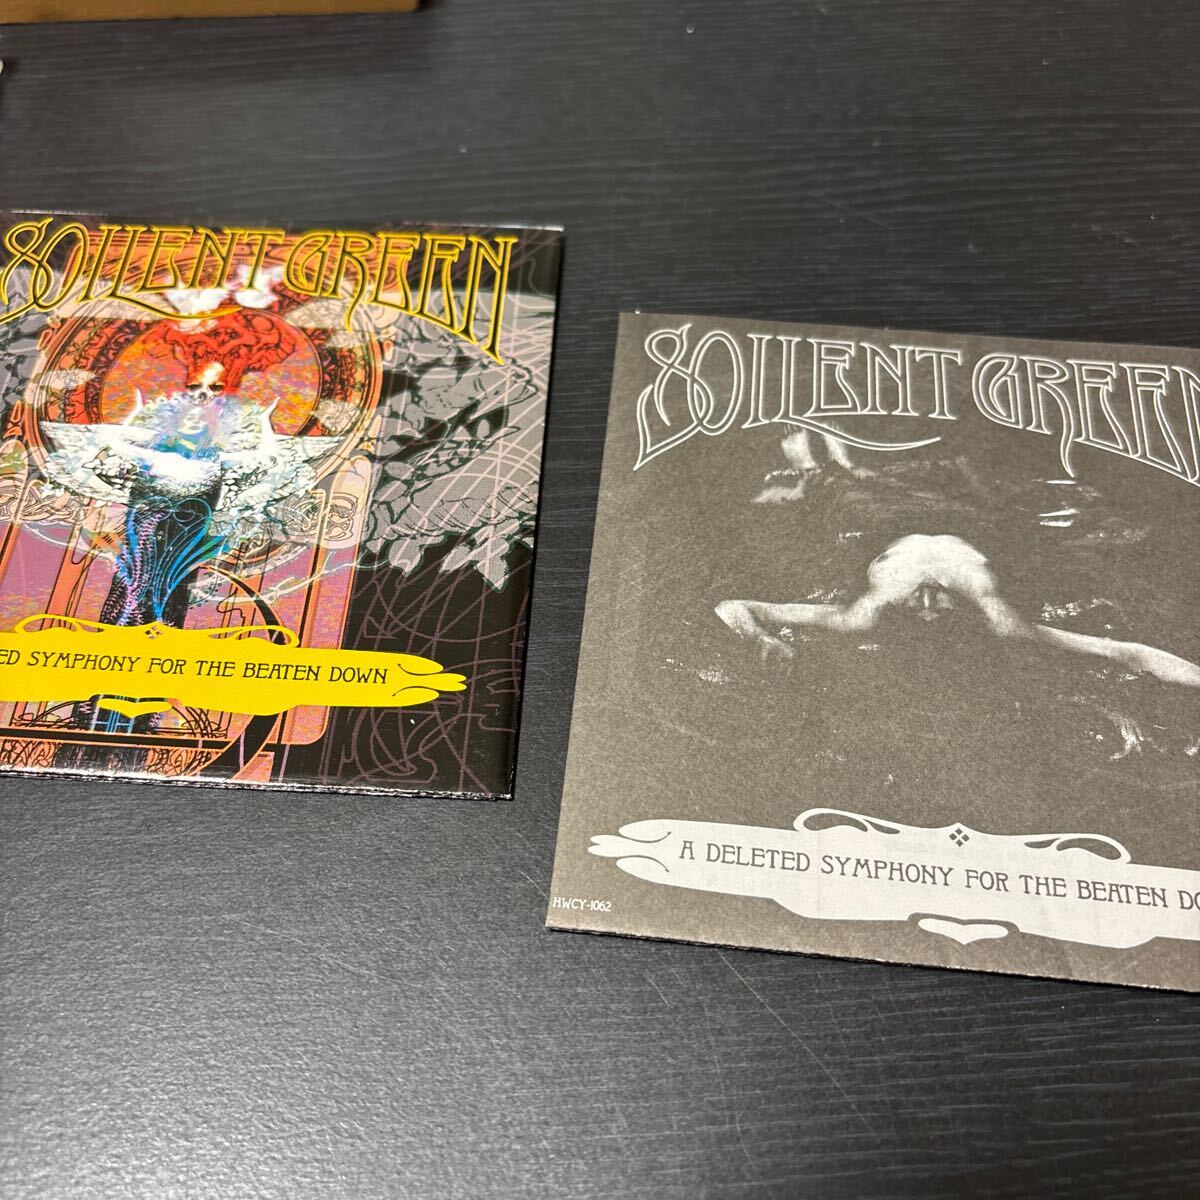 SOILENT GREEN
ED SYMPHONY FOR THE BEATEN DOWN
SOILENT GREEN
A DELETED SYMPHONY FOR THE BEATEN DO
HWCY-1062